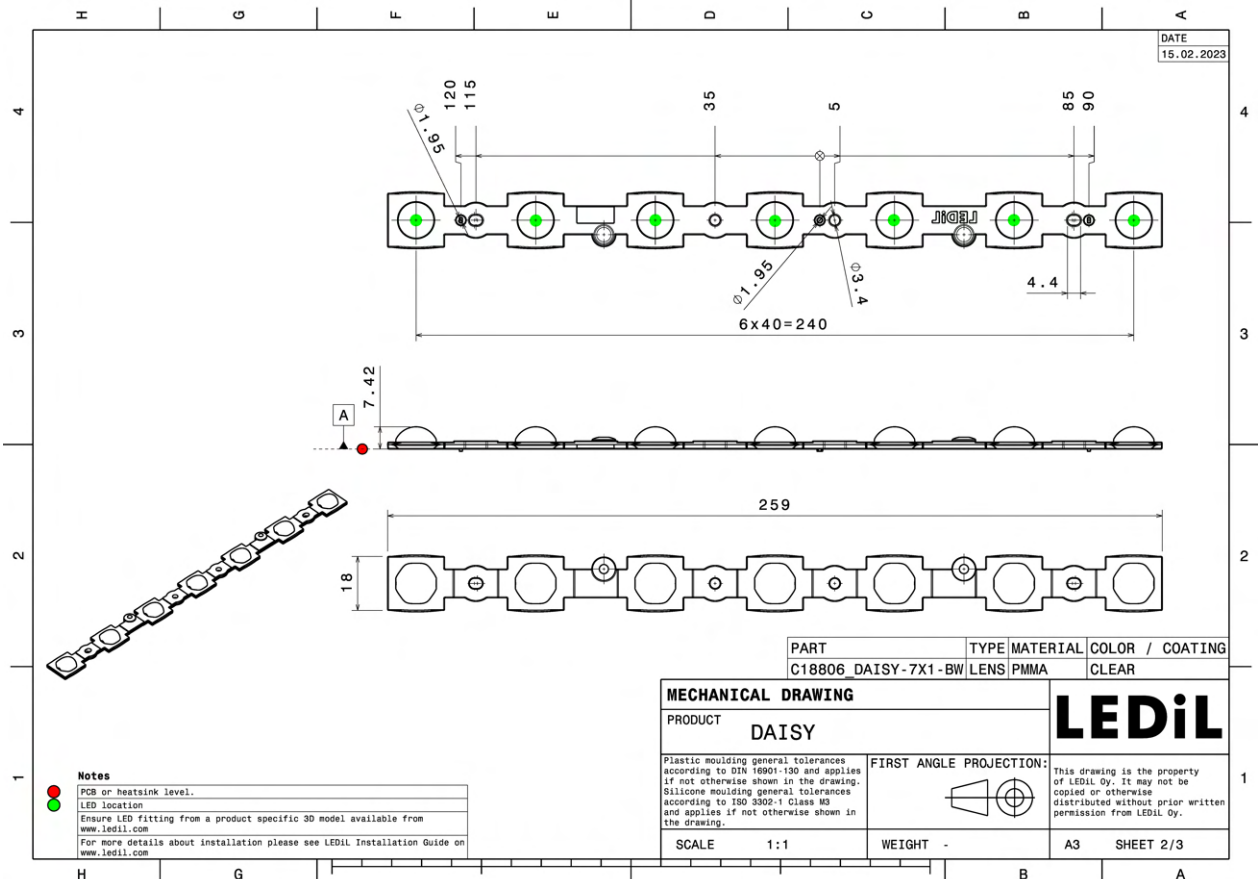 H G F E D C B A
DATE
15.02.2023
4 4
120 115 35 5 85 90
∅1.95
LEDiL
∅1.95 ∅3.4 4.4
6x40=240
3 3
7.42
A
259
2 2
18
PART TYPE MATERIAL COLOR / COATING
C18806_DAISY-7X1-BW LENS PMMA CLEAR
MECHANICAL DRAWING
LEDiL
PRODUCT
DAISY
Plastic moulding general tolerances
according to DIN 16901-130 and applies
if not otherwise shown in the drawing.
Silicone moulding general tolerances
according to ISO 3302-1 Class M3
and applies if not otherwise shown in
the drawing.
FIRST ANGLE PROJECTION:
This drawing is the property
of LEDiL Oy. It may not be
copied or otherwise
distributed without prior written
permission from LEDiL Oy.
SCALE 1:1 WEIGHT - A3 SHEET 2/3
1 1
Notes
PCB or heatsink level.
LED location
Ensure LED fitting from a product specific 3D model available from
www.ledil.com
For more details about installation please see LEDiL Installation Guide on
www.ledil.com
H G B A